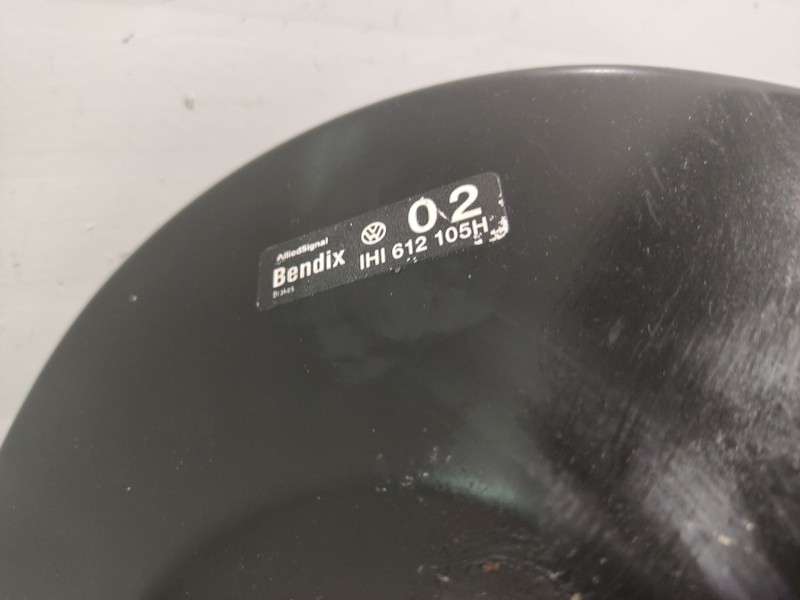 AlliedSignal
Bendix
Brakes
02
IHI 612 105H